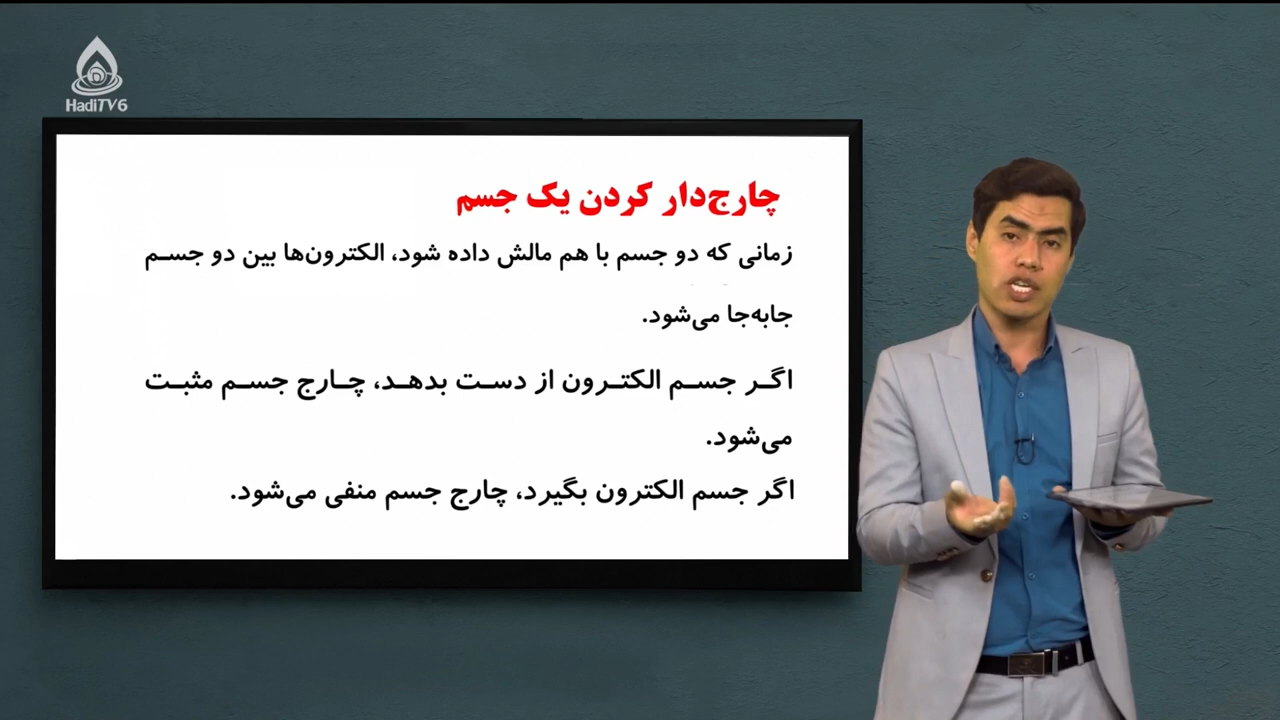 HadiTV6
چارج‌دار کردن یک جسم
زمانی که دو جسم با هم مالش داده شود، الکترون‌ها بین دو جسم
جابه‌جا می‌شود.
اگر جسم الکترون از دست بدهد، چارج جسم مثبت
می‌شود.
اگر جسم الکترون بگیرد، چارج جسم منفی می‌شود.